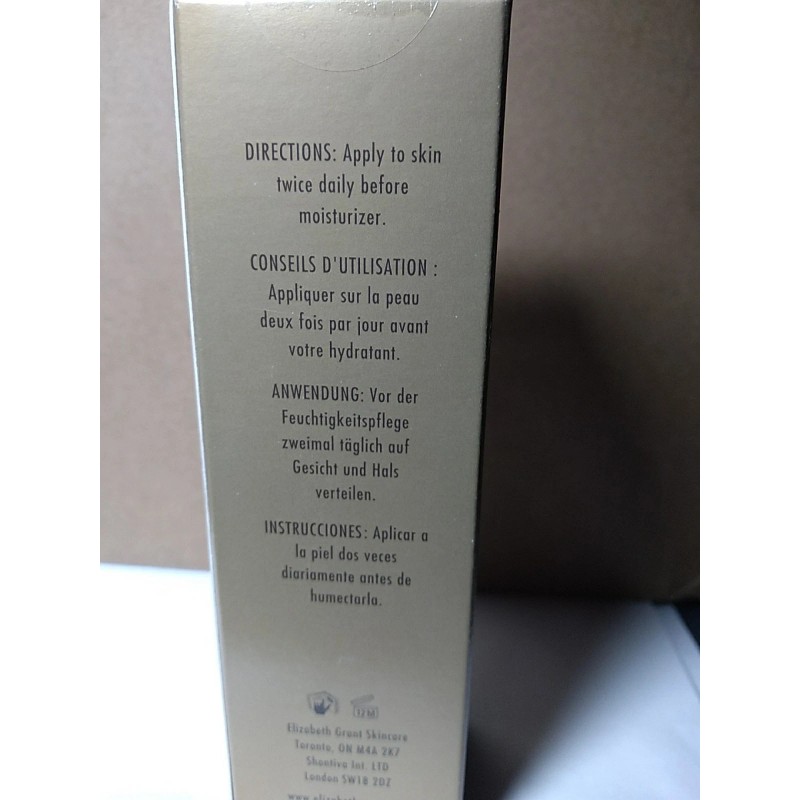 DIRECTIONS: Apply to skin
twice daily before
moisturizer.
CONSEILS D'UTILISATION :
Appliquer sur la peau
deux fois par jour avant
votre hydratant.
ANWENDUNG: Vor der
Feuchtigkeitspflege
zweimal täglich auf
Gesicht und Hals
verteilen.
INSTRUCCIONES: Aplicar a
la piel dos veces
diariamente antes de
humectarla.
12M
Elizabeth Grant Skincare
Toronto, ON M4A 2K7
Shantiva Int. LTD
London SW1B 2DZ